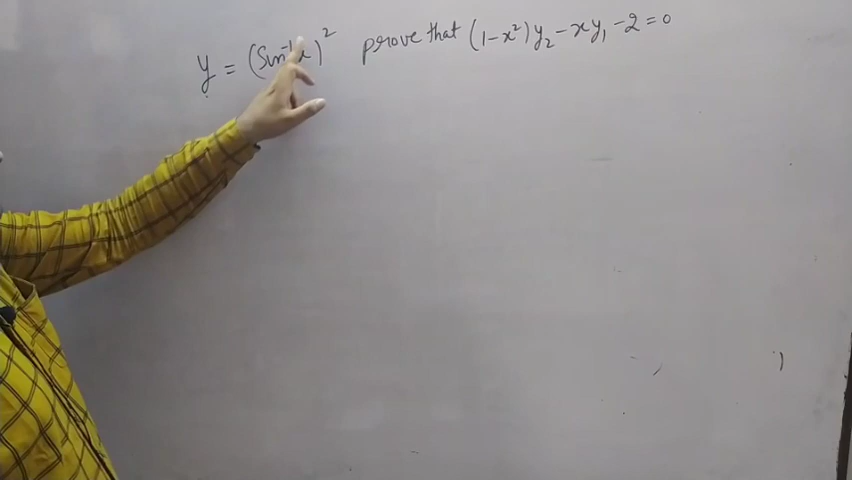 y = (Sin⁻¹x)² prove that (1-x²)y₂ - xy₁ - 2 = 0